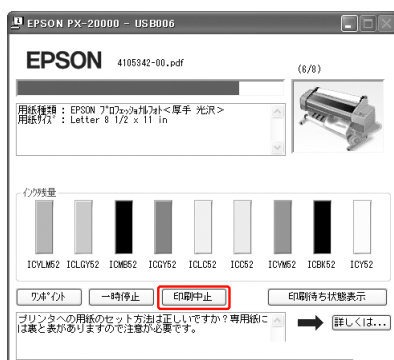 EPSON PX-20000 - USB006
EPSON
4105342-00.pdf
(6/8)
用紙種類 : EPSON ﾌﾟﾛﾌｪｯｼｮﾅﾙﾌｫﾄ<厚手 光沢>
用紙ｻｲｽﾞ : Letter 8 1/2 x 11 in
ｲﾝｸ残量
ICVLM52 ICLGY52 ICMB52 ICGY52 ICLC52 ICC52 ICVM52 ICBK52 ICY52
ﾜﾝﾎﾟｲﾝﾄ
一時停止
印刷中止
印刷待ち状態表示
プリンタへの用紙のセット方法は正しいですか?専用紙に
は裏と表がありますので注意が必要です。
詳しくは...